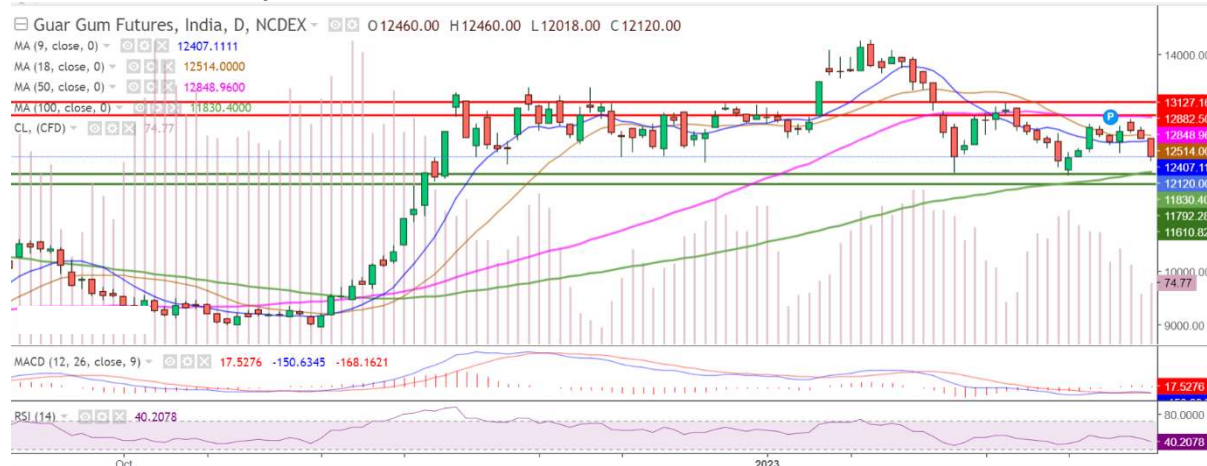 Guar Gum Futures, India, D, NCDEX O12460.00 H12460.00 L12018.00 C12120.00
MA (9, close, 0) 12407.1111
MA (18, close, 0) 12514.0000
MA (50, close, 0) 12848.9600
MA (100, close, 0) 11830.4000
CL, (CFD) 74.77
14000.00
13127.16
12882.50
12848.96
12514.00
12407.11
12120.00
11830.40
11792.28
11610.82
P
10000.00
74.77
9000.00
MACD (12, 26, close, 9) 17.5276 -150.6345 -168.1621
17.5276
RSI (14) 40.2078
80.0000
40.2078
Oct
2023